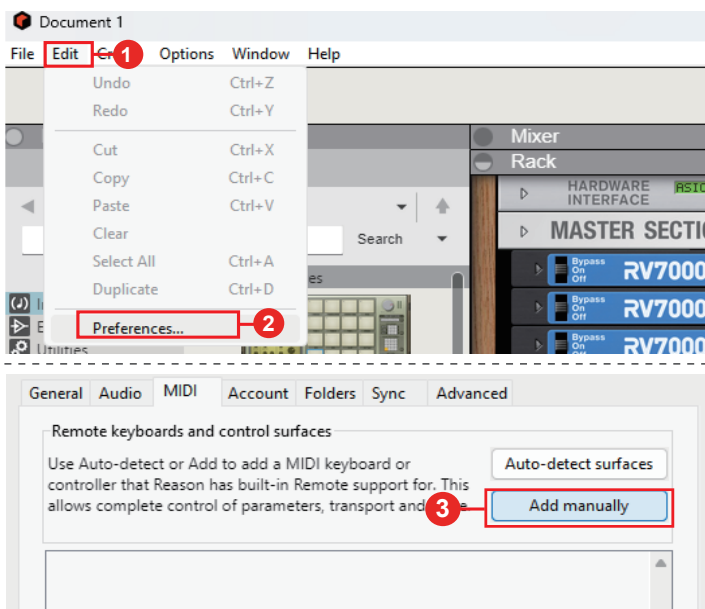 Document 1
File Edit Options Window Help
1
Undo Ctrl+Z
Redo Ctrl+Y
Cut Ctrl+X
Copy Ctrl+C
Paste Ctrl+V
Clear
Select All Ctrl+A
Duplicate Ctrl+D
Preferences...
2
Search
Utilities
Mixer
Rack
HARDWARE
INTERFACE
ASIO
MASTER SECTI
Bypass
On
Off
RV7000
Bypass
On
Off
RV7000
Bypass
On
Off
RV7000
General Audio MIDI Account Folders Sync Advanced
Remote keyboards and control surfaces
Use Auto-detect or Add to add a MIDI keyboard or
controller that Reason has built-in Remote support for. This
allows complete control of parameters, transport and
Auto-detect surfaces
3
Add manually